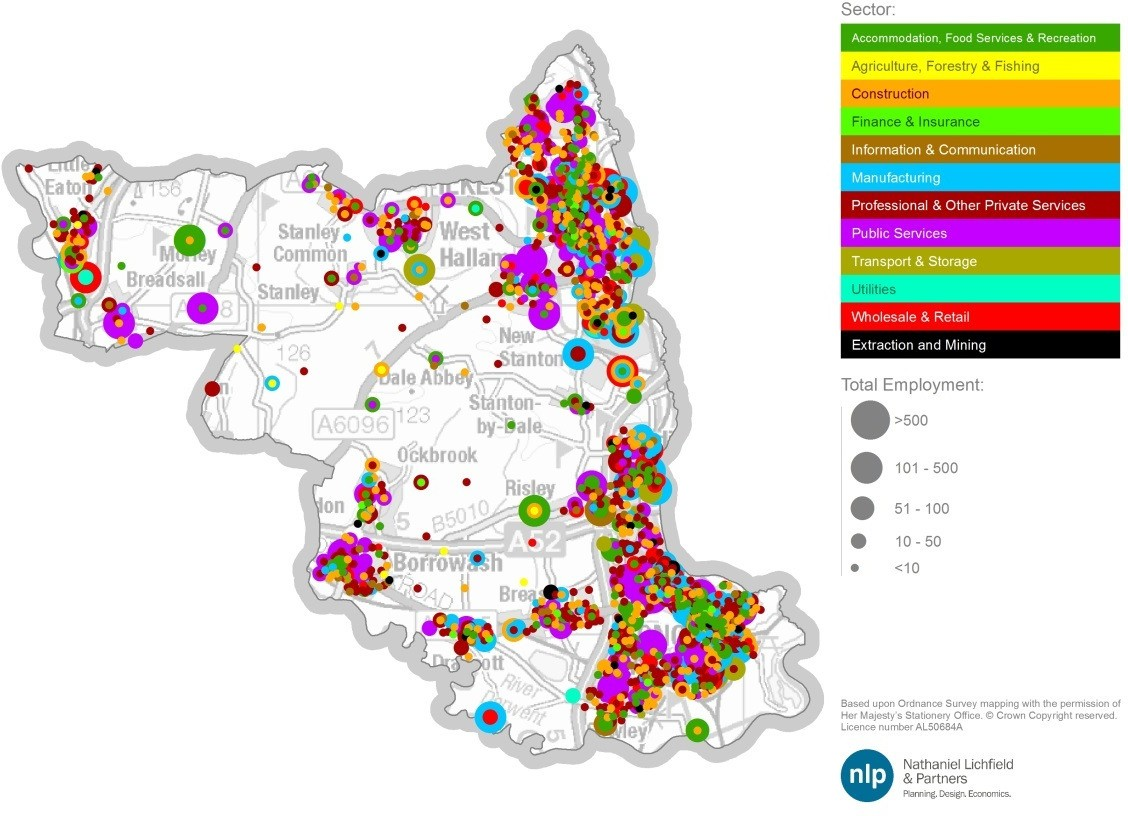 Sector:
Accommodation, Food Services & Recreation
Agriculture, Forestry & Fishing
Construction
Finance & Insurance
Information & Communication
Manufacturing
Professional & Other Private Services
Public Services
Transport & Storage
Utilities
Wholesale & Retail
Extraction and Mining
Total Employment:
>500
101 - 500
51 - 100
10 - 50
<10
Little
Eaton
156
Morley
Breadsall
Stanley
Common
Stanley
West
Hallam
126
New
Stanton
Dale Abbey
A6096
123
Stanton-
by-Dale
Ockbrook
Risley
B5010
A52
Borrowash
ROAD
River
Based upon Ordnance Survey mapping with the permission of
Her Majesty's Stationery Office. © Crown Copyright reserved.
Licence number AL50684A
nlp
Nathaniel Lichfield
& Partners
Planning. Design. Economics.